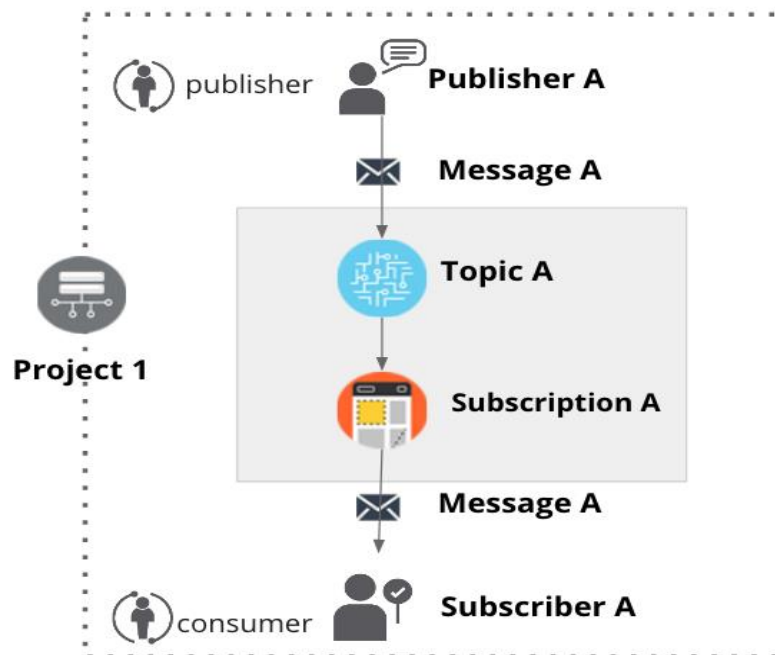 publisher
Publisher A
Message A
Topic A
Project 1
Subscription A
Message A
consumer
Subscriber A